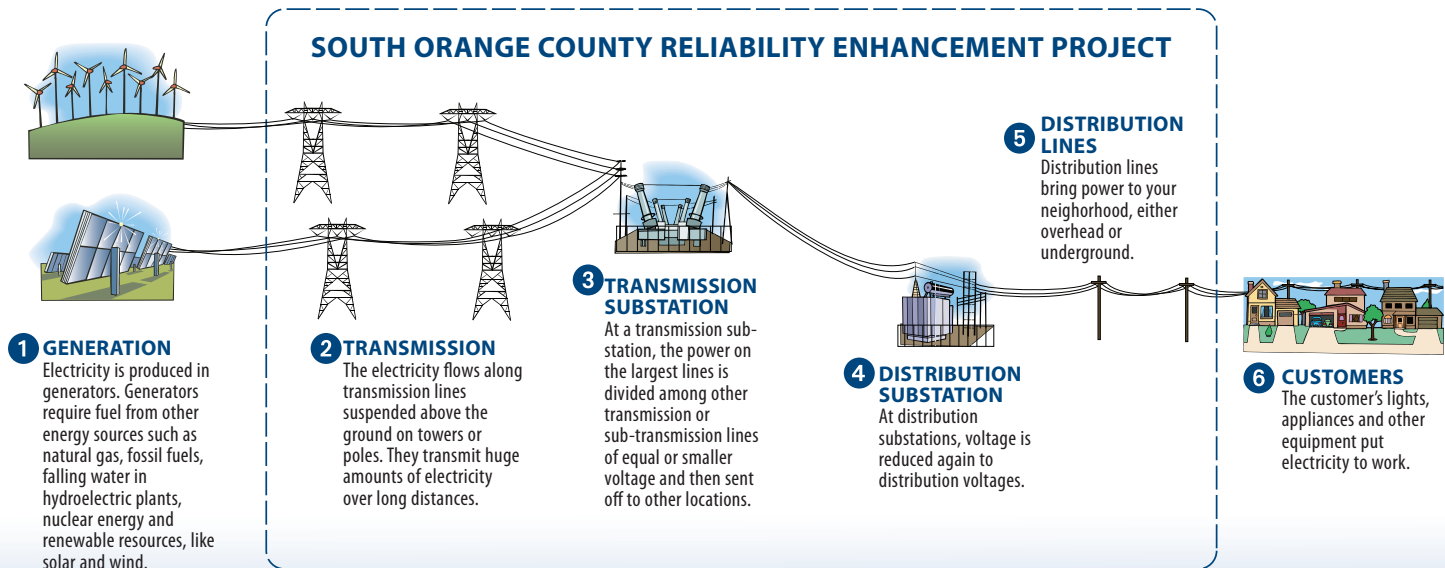 SOUTH ORANGE COUNTY RELIABILITY ENHANCEMENT PROJECT
1 GENERATION
Electricity is produced in
generators. Generators
require fuel from other
energy sources such as
natural gas, fossil fuels,
falling water in
hydroelectric plants,
nuclear energy and
renewable resources, like
solar and wind.
2 TRANSMISSION
The electricity flows along
transmission lines
suspended above the
ground on towers or
poles. They transmit huge
amounts of electricity
over long distances.
3 TRANSMISSION
SUBSTATION
At a transmission sub-
station, the power on
the largest lines is
divided among other
transmission or
sub-transmission lines
of equal or smaller
voltage and then sent
off to other locations.
4 DISTRIBUTION
SUBSTATION
At distribution
substations, voltage is
reduced again to
distribution voltages.
5 DISTRIBUTION
LINES
Distribution lines
bring power to your
neighorhood, either
overhead or
underground.
6 CUSTOMERS
The customer's lights,
appliances and other
equipment put
electricity to work.